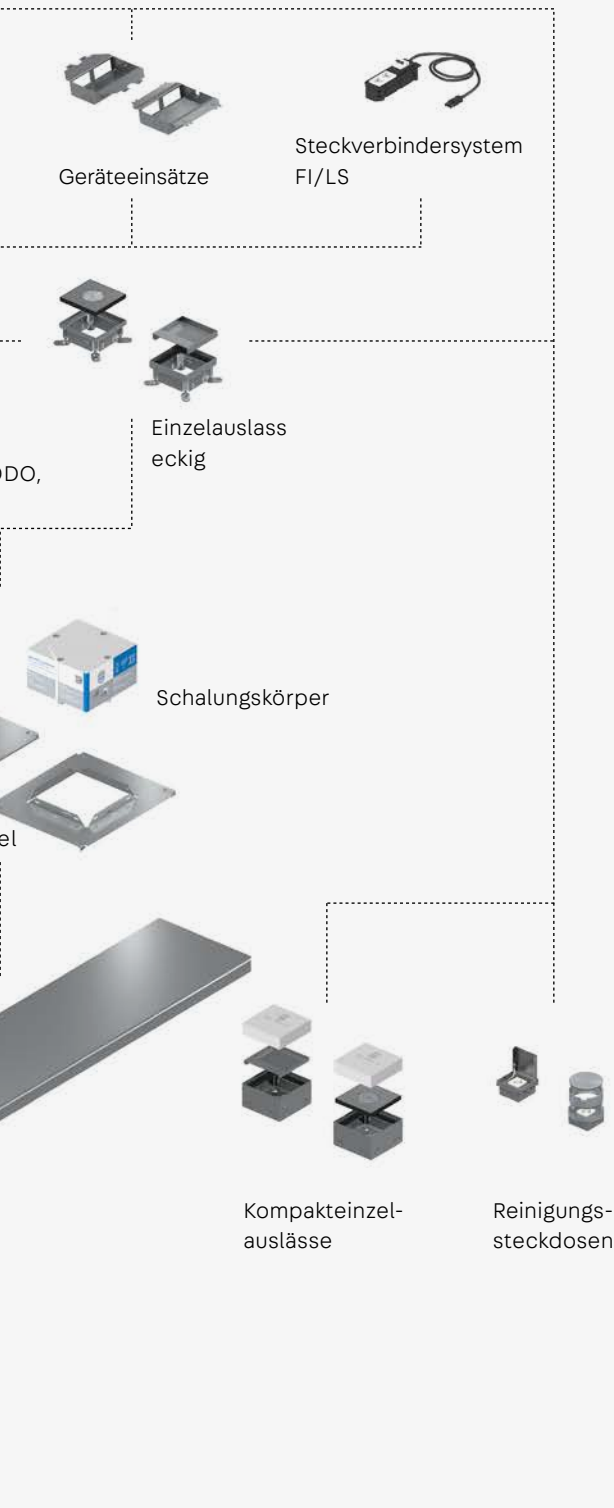 Geräteeinsätze
Steckverbindersystem
FI/LS
Einzelauslass
eckig
DO,
Schalungskörper
el
Kompakteinzel-
auslässe
Reinigungs-
steckdosen